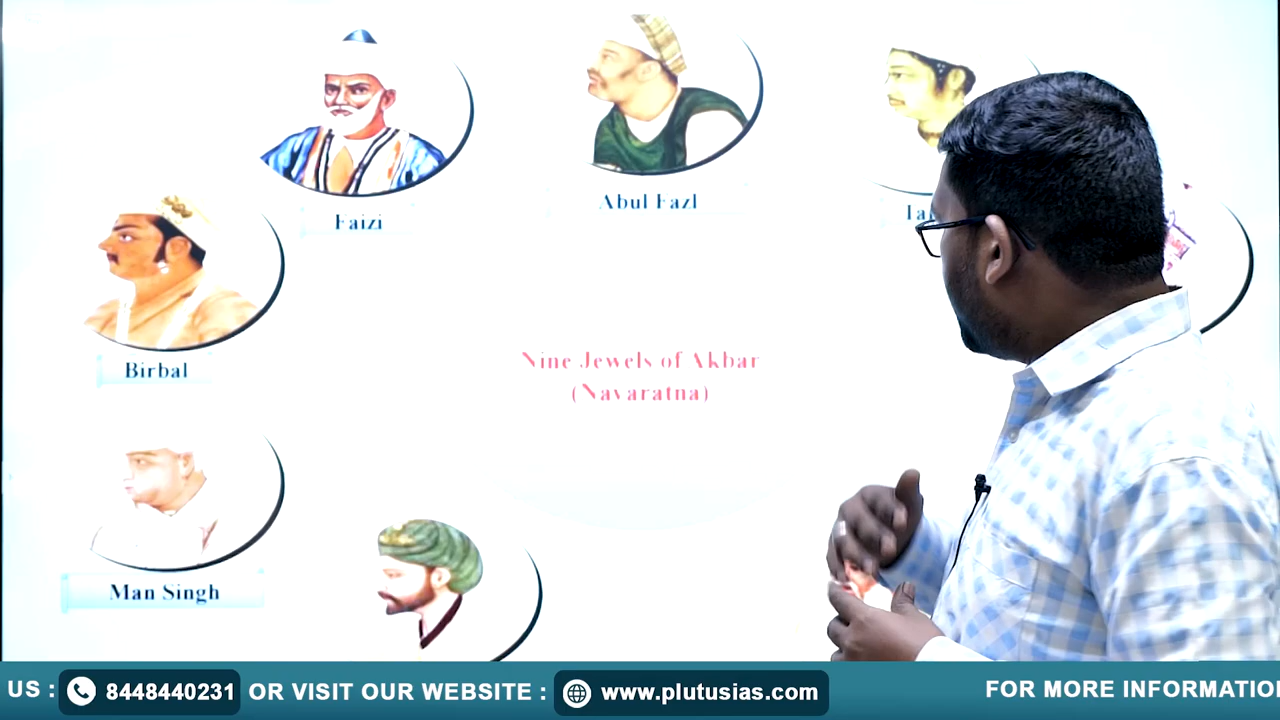 Faizi
Abul Fazl
Birbal
Nine Jewels of Akbar
(Navaratna)
Man Singh
US :
8448440231
OR VISIT OUR WEBSITE :
www.plutusias.com
FOR MORE INFORMATIO